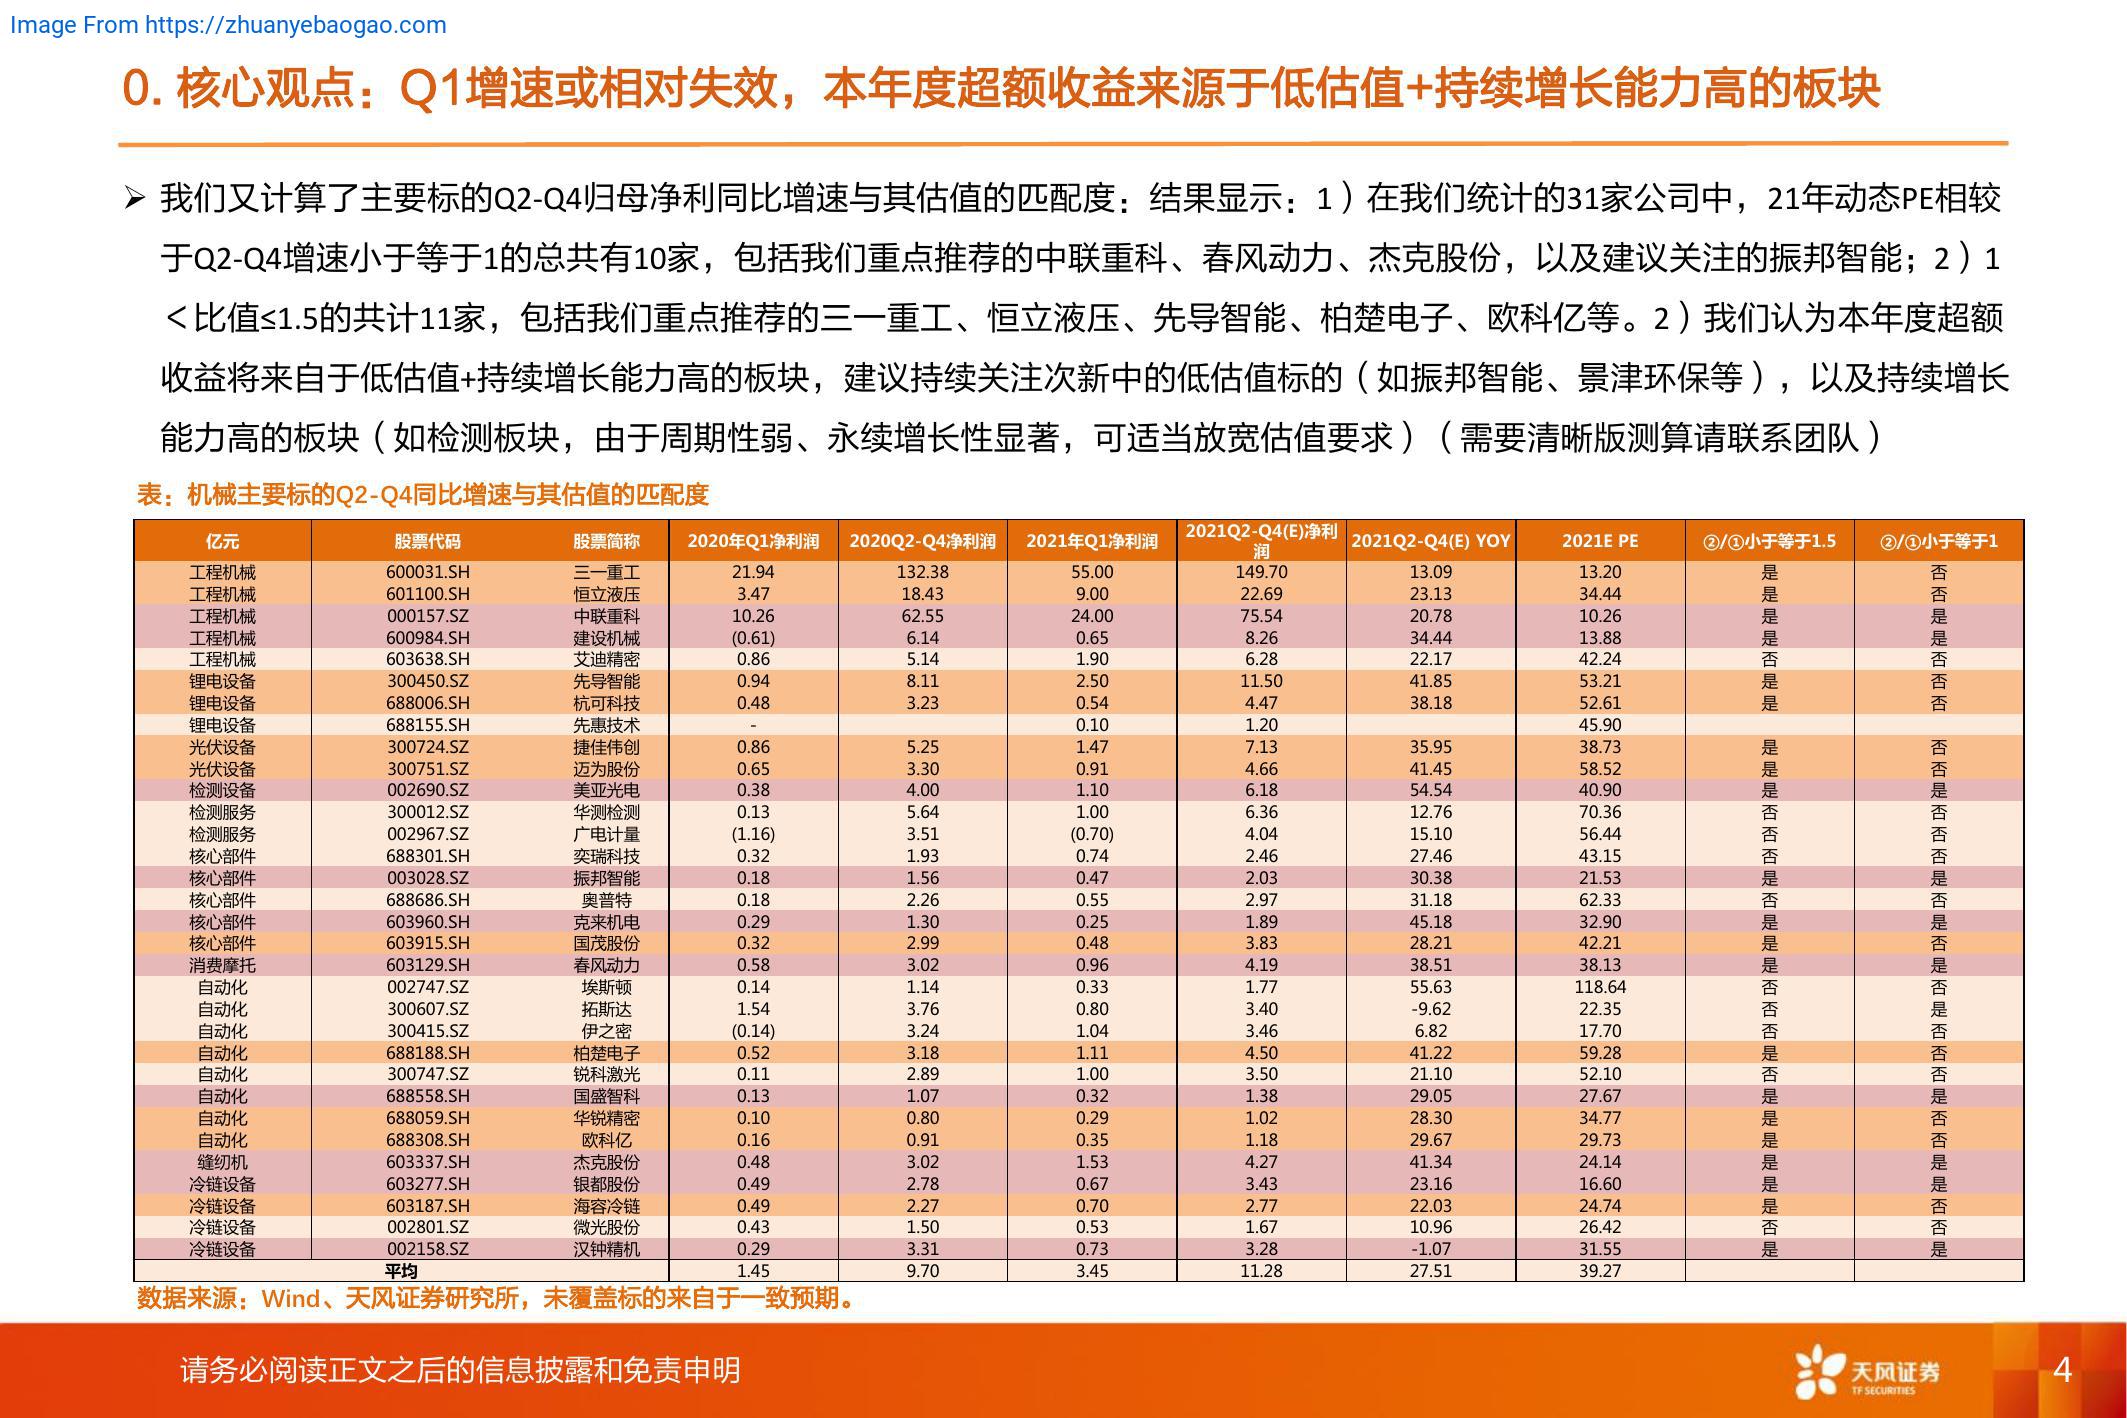 Image From https://zhuanyebaogao.com
0. 核心观点：Q1增速或相对失效，本年度超额收益来源于低估值+持续增长能力高的板块
➢ 我们又计算了主要标的Q2-Q4归母净利同比增速与其估值的匹配度：结果显示：1）在我们统计的31家公司中，21年动态PE相较
于Q2-Q4增速小于等于1的总共有10家，包括我们重点推荐的中联重科、春风动力、杰克股份，以及建议关注的振邦智能；2）1
＜比值≤1.5的共计11家，包括我们重点推荐的三一重工、恒立液压、先导智能、柏楚电子、欧科亿等。2）我们认为本年度超额
收益将来自于低估值+持续增长能力高的板块，建议持续关注次新中的低估值标的（如振邦智能、景津环保等），以及持续增长
能力高的板块（如检测板块，由于周期性弱、永续增长性显著，可适当放宽估值要求）（需要清晰版测算请联系团队）
表：机械主要标的Q2-Q4同比增速与其估值的匹配度
亿元 股票代码 股票简称 2020年Q1净利润 2020Q2-Q4净利润 2021年Q1净利润 2021Q2-Q4(E)净利润 2021Q2-Q4(E) YOY 2021E PE ②/①小于等于1.5 ②/①小于等于1
工程机械 600031.SH 三一重工 21.94 132.38 55.00 149.70 13.09 13.20 是 否
工程机械 601100.SH 恒立液压 3.47 18.43 9.00 22.69 23.13 34.44 是 否
工程机械 000157.SZ 中联重科 10.26 62.55 24.00 75.54 20.78 10.26 是 是
工程机械 600984.SH 建设机械 (0.61) 6.14 0.65 8.26 34.44 13.88 是 是
工程机械 603638.SH 艾迪精密 0.86 5.14 1.90 6.28 22.17 42.24 否 否
锂电设备 300450.SZ 先导智能 0.94 8.11 2.50 11.50 41.85 53.21 是 否
锂电设备 688006.SH 杭可科技 0.48 3.23 0.54 4.47 38.18 52.61 是 否
锂电设备 688155.SH 先惠技术 - 0.10 1.20 45.90
光伏设备 300724.SZ 捷佳伟创 0.86 5.25 1.47 7.13 35.95 38.73 是 否
光伏设备 300751.SZ 迈为股份 0.65 3.30 0.91 4.66 41.45 58.52 是 否
检测设备 002690.SZ 美亚光电 0.38 4.00 1.10 6.18 54.54 40.90 是 是
检测服务 300012.SZ 华测检测 0.13 5.64 1.00 6.36 12.76 70.36 否 否
检测服务 002967.SZ 广电计量 (1.16) 3.51 (0.70) 4.04 15.10 56.44 否 否
核心部件 688301.SH 奕瑞科技 0.32 1.93 0.74 2.46 27.46 43.15 否 否
核心部件 003028.SZ 振邦智能 0.18 1.56 0.47 2.03 30.38 21.53 是 是
核心部件 688686.SH 奥普特 0.18 2.26 0.55 2.97 31.18 62.33 否 否
核心部件 603960.SH 克来机电 0.29 1.30 0.25 1.89 45.18 32.90 是 是
核心部件 603915.SH 国茂股份 0.32 2.99 0.48 3.83 28.21 42.21 是 否
消费摩托 603129.SH 春风动力 0.58 3.02 0.96 4.19 38.51 38.13 是 是
自动化 002747.SZ 埃斯顿 0.14 1.14 0.33 1.77 55.63 118.64 否 否
自动化 300607.SZ 拓斯达 1.54 3.76 0.80 3.40 -9.62 22.35 否 是
自动化 300415.SZ 伊之密 (0.14) 3.24 1.04 3.46 6.82 17.70 否 否
自动化 688188.SH 柏楚电子 0.52 3.18 1.11 4.50 41.22 59.28 是 否
自动化 300747.SZ 锐科激光 0.11 2.89 1.00 3.50 21.10 52.10 否 否
自动化 688558.SH 国盛智科 0.13 1.07 0.32 1.38 29.05 27.67 是 是
自动化 688059.SH 华锐精密 0.10 0.80 0.29 1.02 28.30 34.77 是 否
自动化 688308.SH 欧科亿 0.16 0.91 0.35 1.18 29.67 29.73 是 否
缝纫机 603337.SH 杰克股份 0.48 3.02 1.53 4.27 41.34 24.14 是 是
冷链设备 603277.SH 银都股份 0.49 2.78 0.67 3.43 23.16 16.60 是 是
冷链设备 603187.SH 海容冷链 0.49 2.27 0.70 2.77 22.03 24.74 是 否
冷链设备 002801.SZ 微光股份 0.43 1.50 0.53 1.67 10.96 26.42 否 否
冷链设备 002158.SZ 汉钟精机 0.29 3.31 0.73 3.28 -1.07 31.55 是 是
平均 1.45 9.70 3.45 11.28 27.51 39.27
数据来源：Wind、天风证券研究所，未覆盖标的来自于一致预期。
请务必阅读正文之后的信息披露和免责申明
天风证券
TF SECURITIES
4